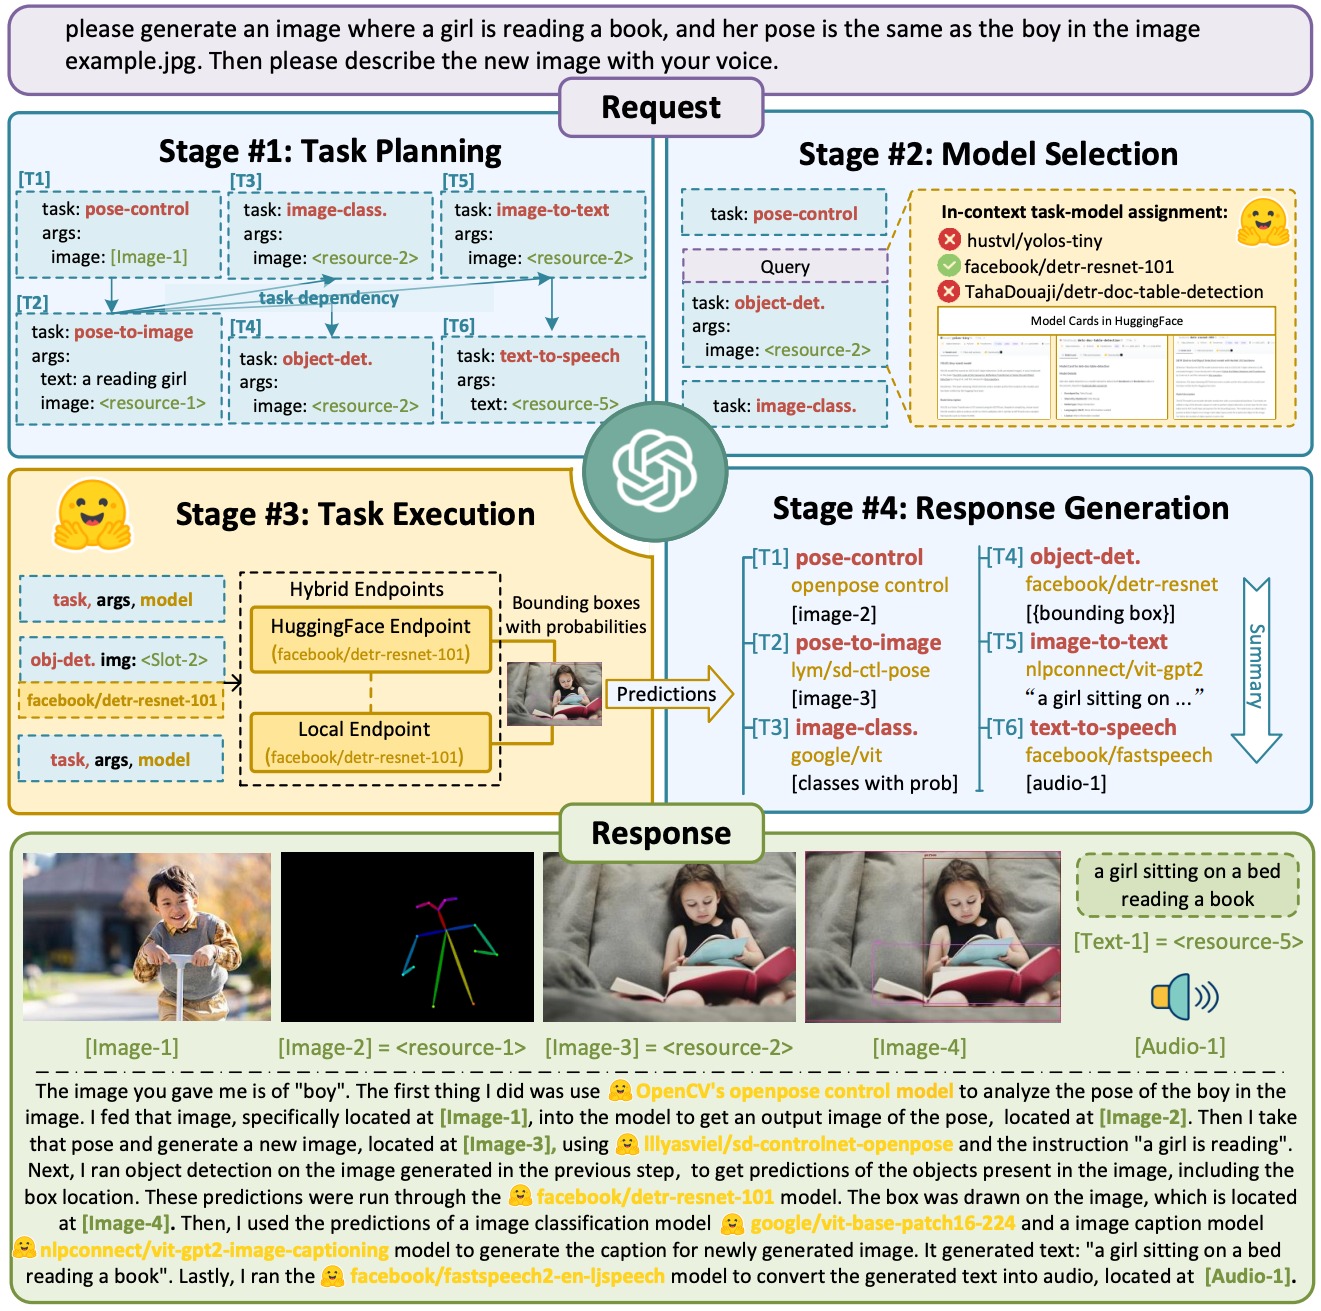 please generate an image where a girl is reading a book, and her pose is the same as the boy in the image
example.jpg. Then please describe the new image with your voice.
Request
Stage #1: Task Planning
[T1]
task: pose-control
args:
image: [Image-1]
[T3]
task: image-class.
args:
image: <resource-2>
[T5]
task: image-to-text
args:
image: <resource-2>
task dependency
[T2]
task: pose-to-image
args:
text: a reading girl
image: <resource-1>
[T4]
task: object-det.
args:
image: <resource-2>
[T6]
task: text-to-speech
args:
text: <resource-5>
Stage #2: Model Selection
task: pose-control
Query
task: object-det.
args:
image: <resource-2>
task: image-class.
In-context task-model assignment:
hustvl/yolos-tiny
facebook/detr-resnet-101
TahaDouaji/detr-doc-table-detection
Model Cards in HuggingFace
Stage #3: Task Execution
task, args, model
obj-det. img: <Slot-2>
facebook/detr-resnet-101
task, args, model
Hybrid Endpoints
HuggingFace Endpoint
(facebook/detr-resnet-101)
Local Endpoint
(facebook/detr-resnet-101)
Bounding boxes
with probabilities
Predictions
Stage #4: Response Generation
[T1] pose-control
openpose control
[image-2]
[T2] pose-to-image
lym/sd-ctl-pose
[image-3]
[T3] image-class.
google/vit
[classes with prob]
[T4] object-det.
facebook/detr-resnet
[{bounding box}]
[T5] image-to-text
nlpconnect/vit-gpt2
“a girl sitting on ...”
[T6] text-to-speech
facebook/fastspeech
[audio-1]
Summary
Response
a girl sitting on a bed
reading a book
[Text-1] = <resource-5>
[Image-1]
[Image-2] = <resource-1>
[Image-3] = <resource-2>
[Image-4]
[Audio-1]
The image you gave me is of "boy". The first thing I did was use OpenCV's openpose control model to analyze the pose of the boy in the
image. I fed that image, specifically located at [Image-1], into the model to get an output image of the pose, located at [Image-2]. Then I take
that pose and generate a new image, located at [Image-3], using lllyasviel/sd-controlnet-openpose and the instruction "a girl is reading".
Next, I ran object detection on the image generated in the previous step, to get predictions of the objects present in the image, including the
box location. These predictions were run through the facebook/detr-resnet-101 model. The box was drawn on the image, which is located
at [Image-4]. Then, I used the predictions of a image classification model google/vit-base-patch16-224 and a image caption model
nlpconnect/vit-gpt2-image-captioning model to generate the caption for newly generated image. It generated text: "a girl sitting on a bed
reading a book". Lastly, I ran the facebook/fastspeech2-en-ljspeech model to convert the generated text into audio, located at [Audio-1].